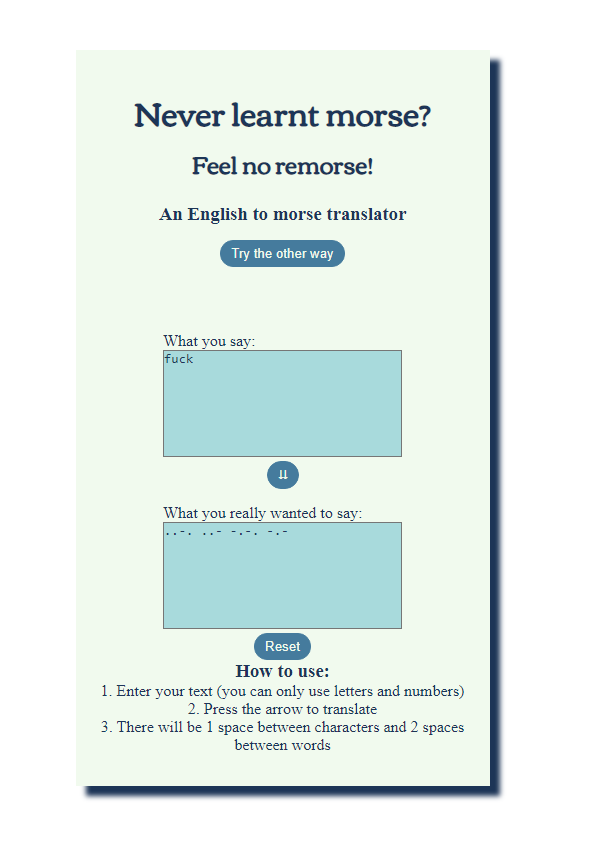 Never learnt morse?
Feel no remorse!
An English to morse translator
Try the other way
What you say:
fuck
⇊
What you really wanted to say:
..-. ..- -.-. -.-
Reset
How to use:
1. Enter your text (you can only use letters and numbers)
2. Press the arrow to translate
3. There will be 1 space between characters and 2 spaces
between words